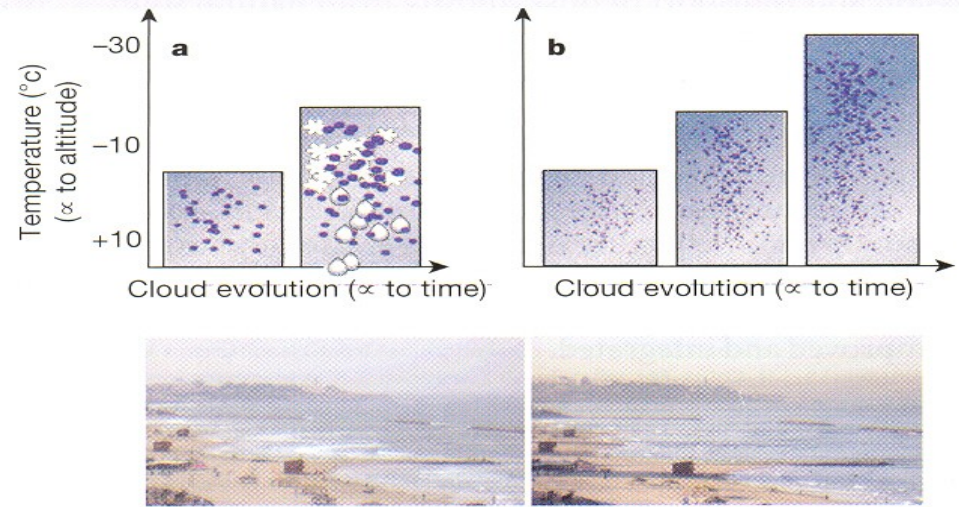 a
b
Temperature (°c)
(∝ to altitude)
−30
−10
+10
Cloud evolution (∝ to time)
Cloud evolution (∝ to time)